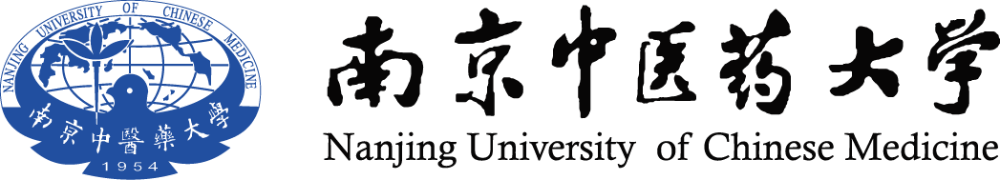 NANJING UNIVERSITY OF CHINESE MEDICINE
南京中醫藥大學
1954
南京中医药大学
Nanjing University of Chinese Medicine